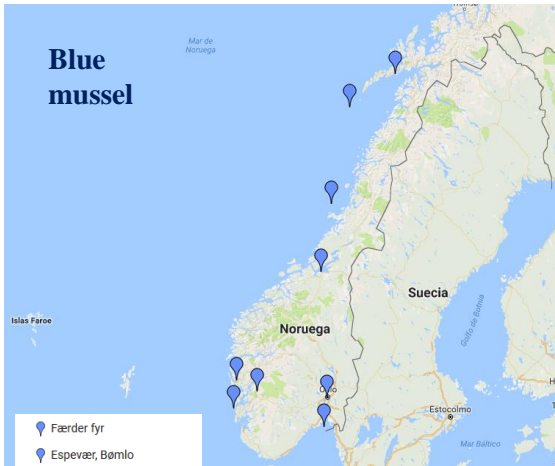 Blue
mussel
Mar de
Noruega
Islas Faroe
Suecia
Golfo de Botnia
Noruega
Oslo
Estocolmo
Mar Báltico
Færder fyr
Espevær, Bømlo